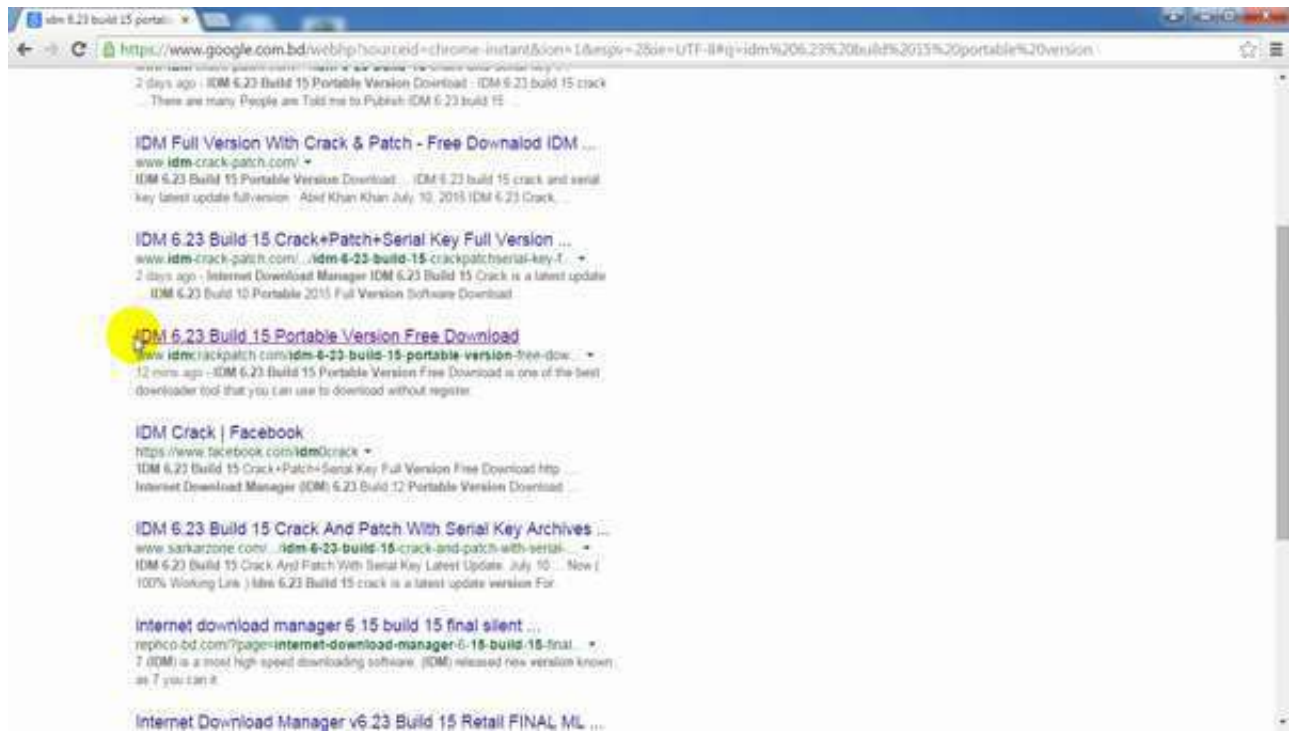 idm 6.23 build 15 portab
https://www.google.com.bd/webhp?sourceid=chrome-instant&ion=1&espv=2&ie=UTF-8#q=idm%206.23%20build%2015%20portable%20version
2 days ago - IDM 6.23 Build 15 Portable Version Download - IDM 6.23 build 15 crack
... There are many People are Told me to Publish IDM 6.23 build 15 ...
IDM Full Version With Crack & Patch - Free Downalod IDM ...
www.idm-crack-patch.com/
IDM 6.23 Build 15 Portable Version Download ... IDM 6.23 build 15 crack and serial
key latest update fullversion · Abid Khan Khan July 10, 2015 IDM 6.23 Crack, ...
IDM 6.23 Build 15 Crack+Patch+Serial Key Full Version ...
www.idm-crack-patch.com/.../idm-6-23-build-15-crackpatchserial-key-f...
2 days ago - Internet Download Manager IDM 6.23 Build 15 Crack is a latest update
... IDM 6.23 Build 10 Portable 2015 Full Version Software Download
IDM 6.23 Build 15 Portable Version Free Download
www.idmcrackpatch.com/idm-6-23-build-15-portable-version-free-dow...
12 mins ago - IDM 6.23 Build 15 Portable Version Free Download is one of the best
downloader tool that you can use to download without register.
IDM Crack | Facebook
https://www.facebook.com/idm0crack
IDM 6.23 Build 15 Crack+Patch+Serial Key Full Version Free Download http ...
Internet Download Manager (IDM) 6.23 Build 12 Portable Version Download ...
IDM 6.23 Build 15 Crack And Patch With Serial Key Archives ...
www.sarkarzone.com/.../idm-6-23-build-15-crack-and-patch-with-serial-...
IDM 6.23 Build 15 Crack And Patch With Serial Key Latest Update. July 10 ... Now (
100% Working Link ) Idm 6.23 Build 15 crack is a latest update version For
Internet download manager 6 15 build 15 final silent ...
rephco.bd.com/?page=internet-download-manager-6-15-build-15-final...
7 (IDM) is a most high speed downloading software. (IDM) released new version known
as 7 you can it
Internet Download Manager v6.23 Build 15 Retail FINAL ML ...